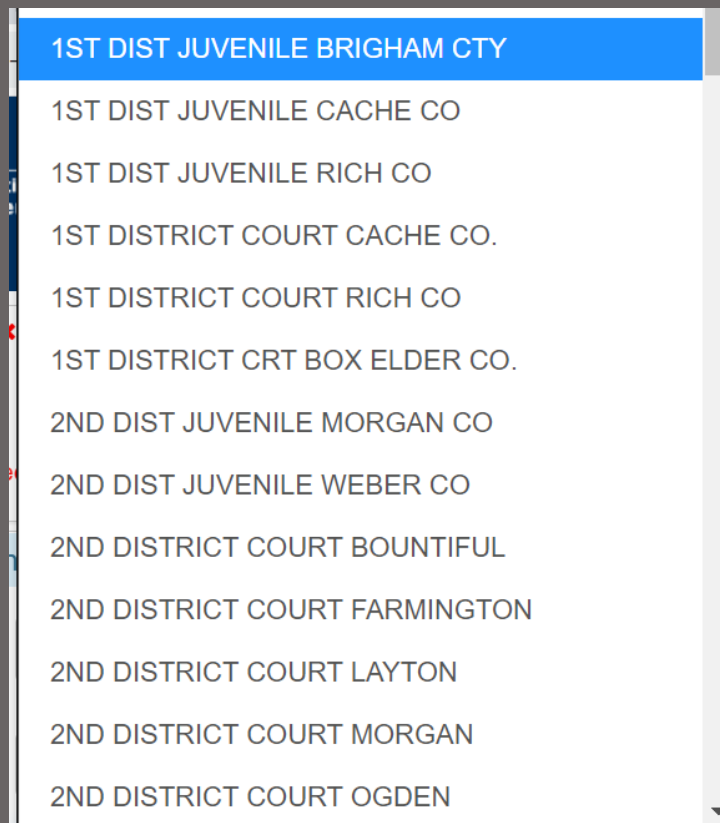 1ST DIST JUVENILE BRIGHAM CTY
1ST DIST JUVENILE CACHE CO
1ST DIST JUVENILE RICH CO
1ST DISTRICT COURT CACHE CO.
1ST DISTRICT COURT RICH CO
1ST DISTRICT CRT BOX ELDER CO.
2ND DIST JUVENILE MORGAN CO
2ND DIST JUVENILE WEBER CO
2ND DISTRICT COURT BOUNTIFUL
2ND DISTRICT COURT FARMINGTON
2ND DISTRICT COURT LAYTON
2ND DISTRICT COURT MORGAN
2ND DISTRICT COURT OGDEN